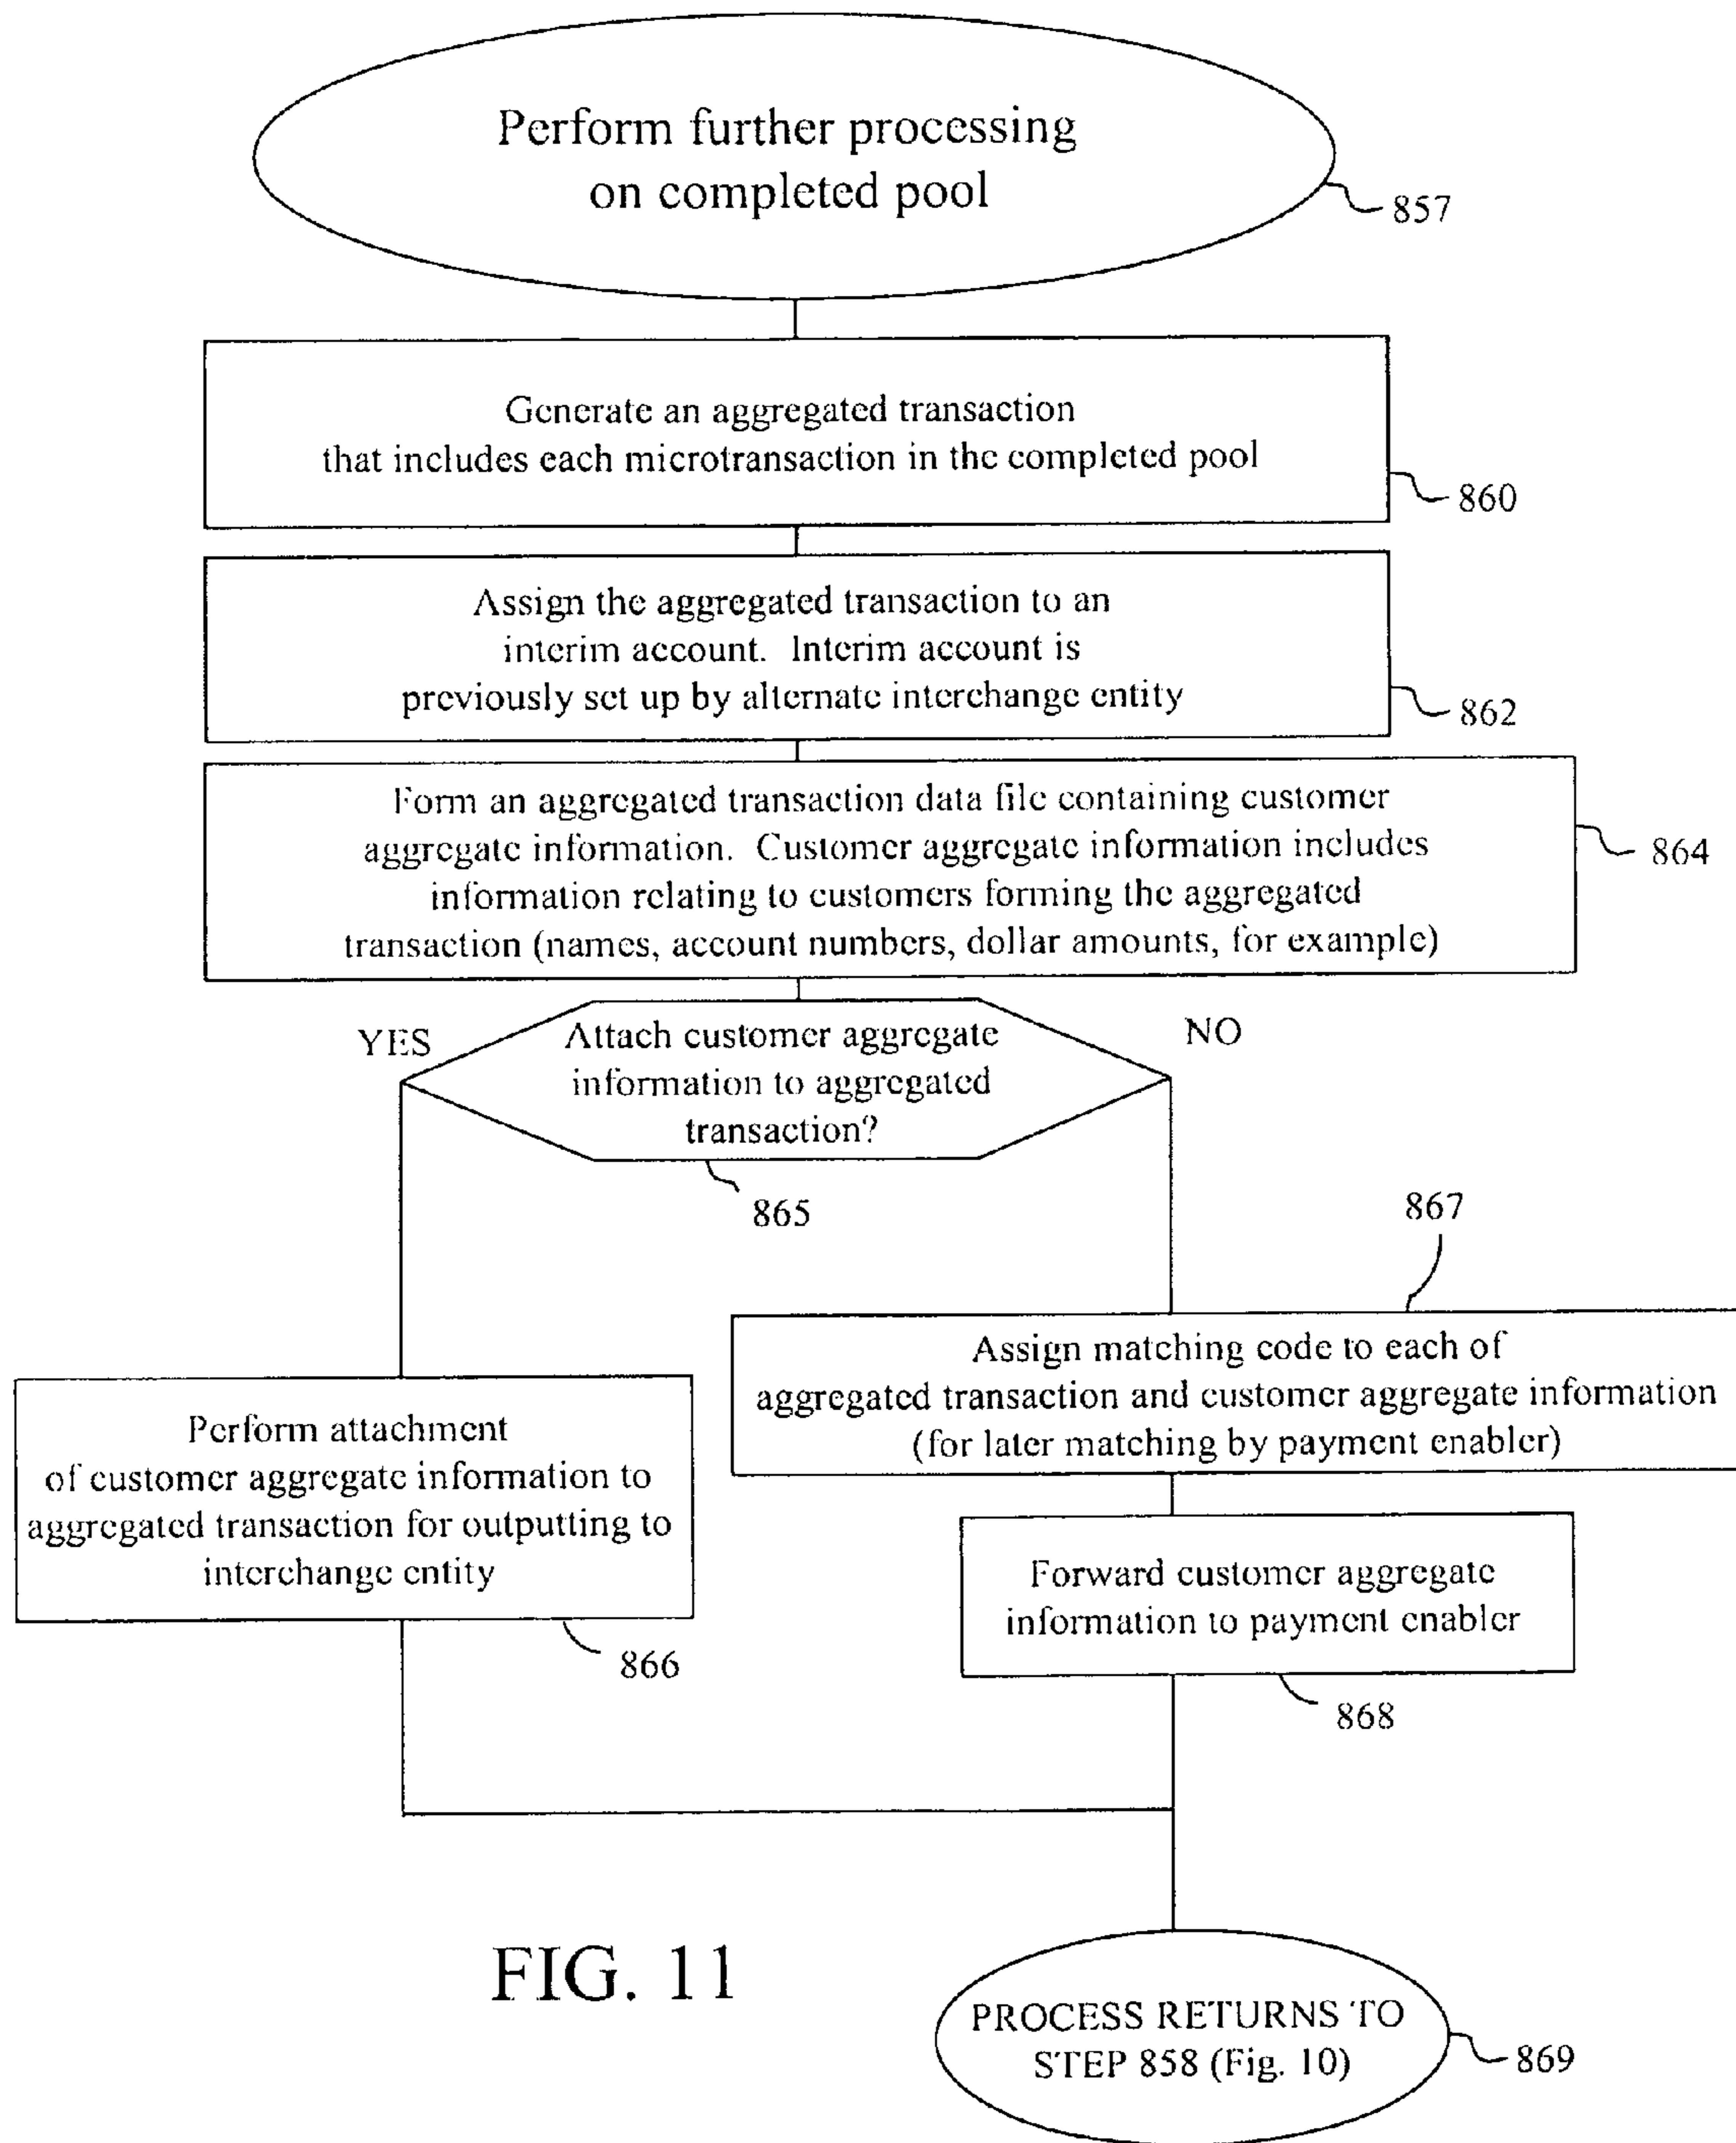 Perform further processing
on completed pool
857
Generate an aggregated transaction
that includes each microtransaction in the completed pool
860
Assign the aggregated transaction to an
interim account. Interim account is
previously set up by alternate interchange entity
862
Form an aggregated transaction data file containing customer
aggregate information. Customer aggregate information includes
information relating to customers forming the aggregated
transaction (names, account numbers, dollar amounts, for example)
864
YES
Attach customer aggregate
information to aggregated
transaction?
NO
865
867
Assign matching code to each of
aggregated transaction and customer aggregate information
(for later matching by payment enabler)
Perform attachment
of customer aggregate information to
aggregated transaction for outputting to
interchange entity
866
Forward customer aggregate
information to payment enabler
868
FIG. 11
PROCESS RETURNS TO
STEP 858 (Fig. 10)
869